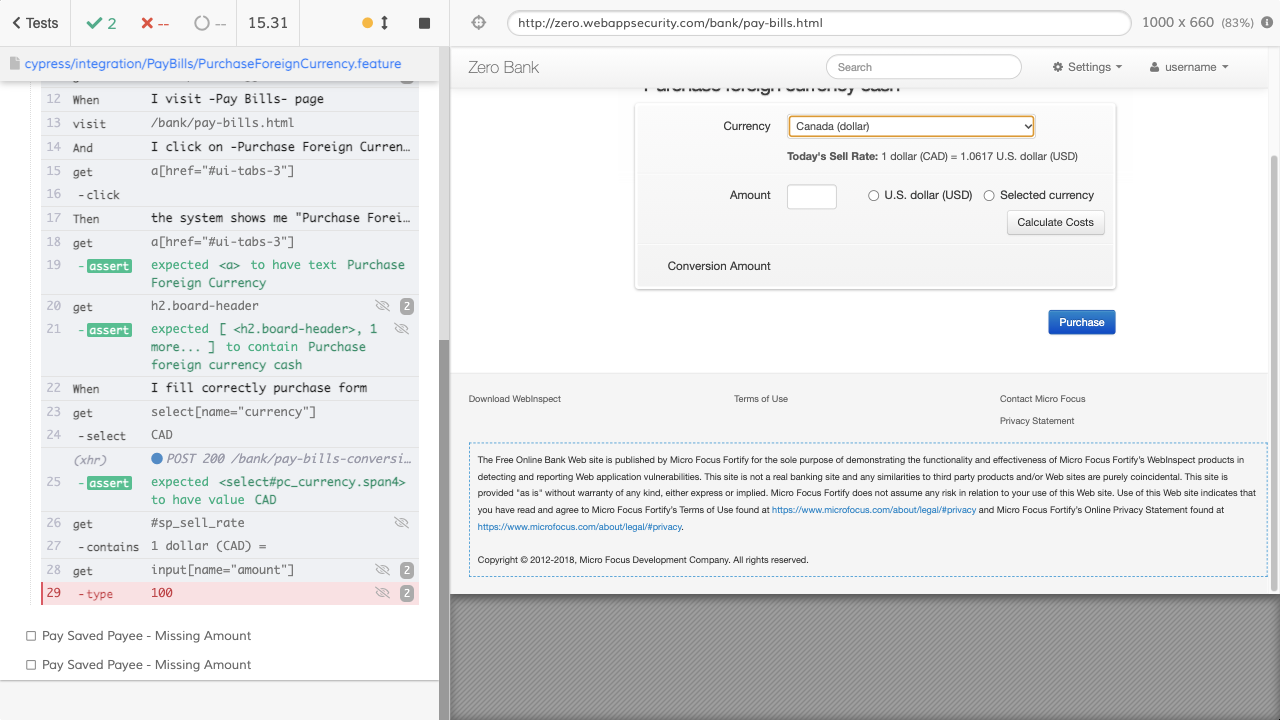 Tests
2
--
--
15.31
http://zero.webappsecurity.com/bank/pay-bills.html
1000 x 660 (83%)
cypress/integration/PayBills/PurchaseForeignCurrency.feature
12 When I visit -Pay Bills- page
13 visit /bank/pay-bills.html
14 And I click on -Purchase Foreign Curren…
15 get a[href="#ui-tabs-3"]
16 -click
17 Then the system shows me "Purchase Forei…
18 get a[href="#ui-tabs-3"]
19 -assert expected <a> to have text Purchase
Foreign Currency
20 get h2.board-header 2
21 -assert expected [ <h2.board-header>, 1
more... ] to contain Purchase
foreign currency cash
22 When I fill correctly purchase form
23 get select[name="currency"]
24 -select CAD
(xhr) POST 200 /bank/pay-bills-conversi…
25 -assert expected <select#pc_currency.span4>
to have value CAD
26 get #sp_sell_rate
27 -contains 1 dollar (CAD) =
28 get input[name="amount"] 2
29 -type 100 2
Pay Saved Payee - Missing Amount
Pay Saved Payee - Missing Amount
Zero Bank
Search
Settings
username
Purchase foreign currency cash
Currency
Canada (dollar)
Today's Sell Rate: 1 dollar (CAD) = 1.0617 U.S. dollar (USD)
Amount
U.S. dollar (USD)
Selected currency
Calculate Costs
Conversion Amount
Purchase
Download WebInspect
Terms of Use
Contact Micro Focus
Privacy Statement
The Free Online Bank Web site is published by Micro Focus Fortify for the sole purpose of demonstrating the functionality and effectiveness of Micro Focus Fortify's WebInspect products in
detecting and reporting Web application vulnerabilities. This site is not a real banking site and any similarities to third party products and/or Web sites are purely coincidental. This site is
provided "as is" without warranty of any kind, either express or implied. Micro Focus Fortify does not assume any risk in relation to your use of this Web site. Use of this Web site indicates that
you have read and agree to Micro Focus Fortify's Terms of Use found at https://www.microfocus.com/about/legal/#privacy and Micro Focus Fortify's Online Privacy Statement found at
https://www.microfocus.com/about/legal/#privacy.
Copyright © 2012-2018, Micro Focus Development Company. All rights reserved.